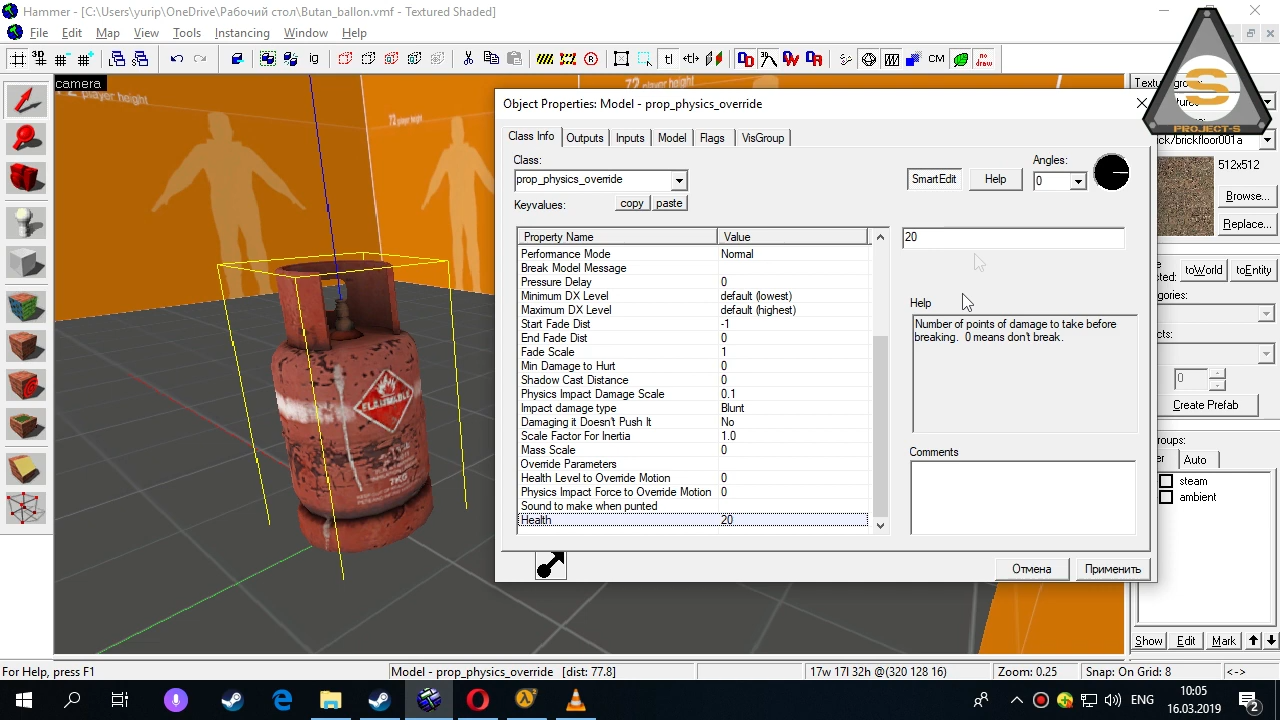 Hammer - [C:\Users\yurip\OneDrive\Рабочий стол\Butan_ballon.vmf - Textured Shaded]
File Edit Map View Tools Instancing Window Help
camera
72 player height
72 player height
FLAMMABLE
7KG
Object Properties: Model - prop_physics_override
Class Info Outputs Inputs Model Flags VisGroup
Class:
prop_physics_override
Keyvalues: copy paste
SmartEdit Help
Angles:
0
Property Name Value
Performance Mode Normal
Break Model Message
Pressure Delay 0
Minimum DX Level default (lowest)
Maximum DX Level default (highest)
Start Fade Dist -1
End Fade Dist 0
Fade Scale 1
Min Damage to Hurt 0
Shadow Cast Distance 0
Physics Impact Damage Scale 0.1
Impact damage type Blunt
Damaging it Doesn't Push It No
Scale Factor For Inertia 1.0
Mass Scale 0
Override Parameters
Health Level to Override Motion 0
Physics Impact Force to Override Motion 0
Sound to make when punted
Health 20
20
Help
Number of points of damage to take before
breaking. 0 means don't break.
Comments
Отмена Применить
S
PROJECT-S
512x512
Browse...
Replace...
toWorld toEntity
0
Create Prefab
Auto
steam
ambient
Show Edit Mark
For Help, press F1
Model - prop_physics_override [dist: 77.8]
17w 17l 32h @(320 128 16)
Zoom: 0.25
Snap: On Grid: 8
<->
ENG
10:05
16.03.2019
2